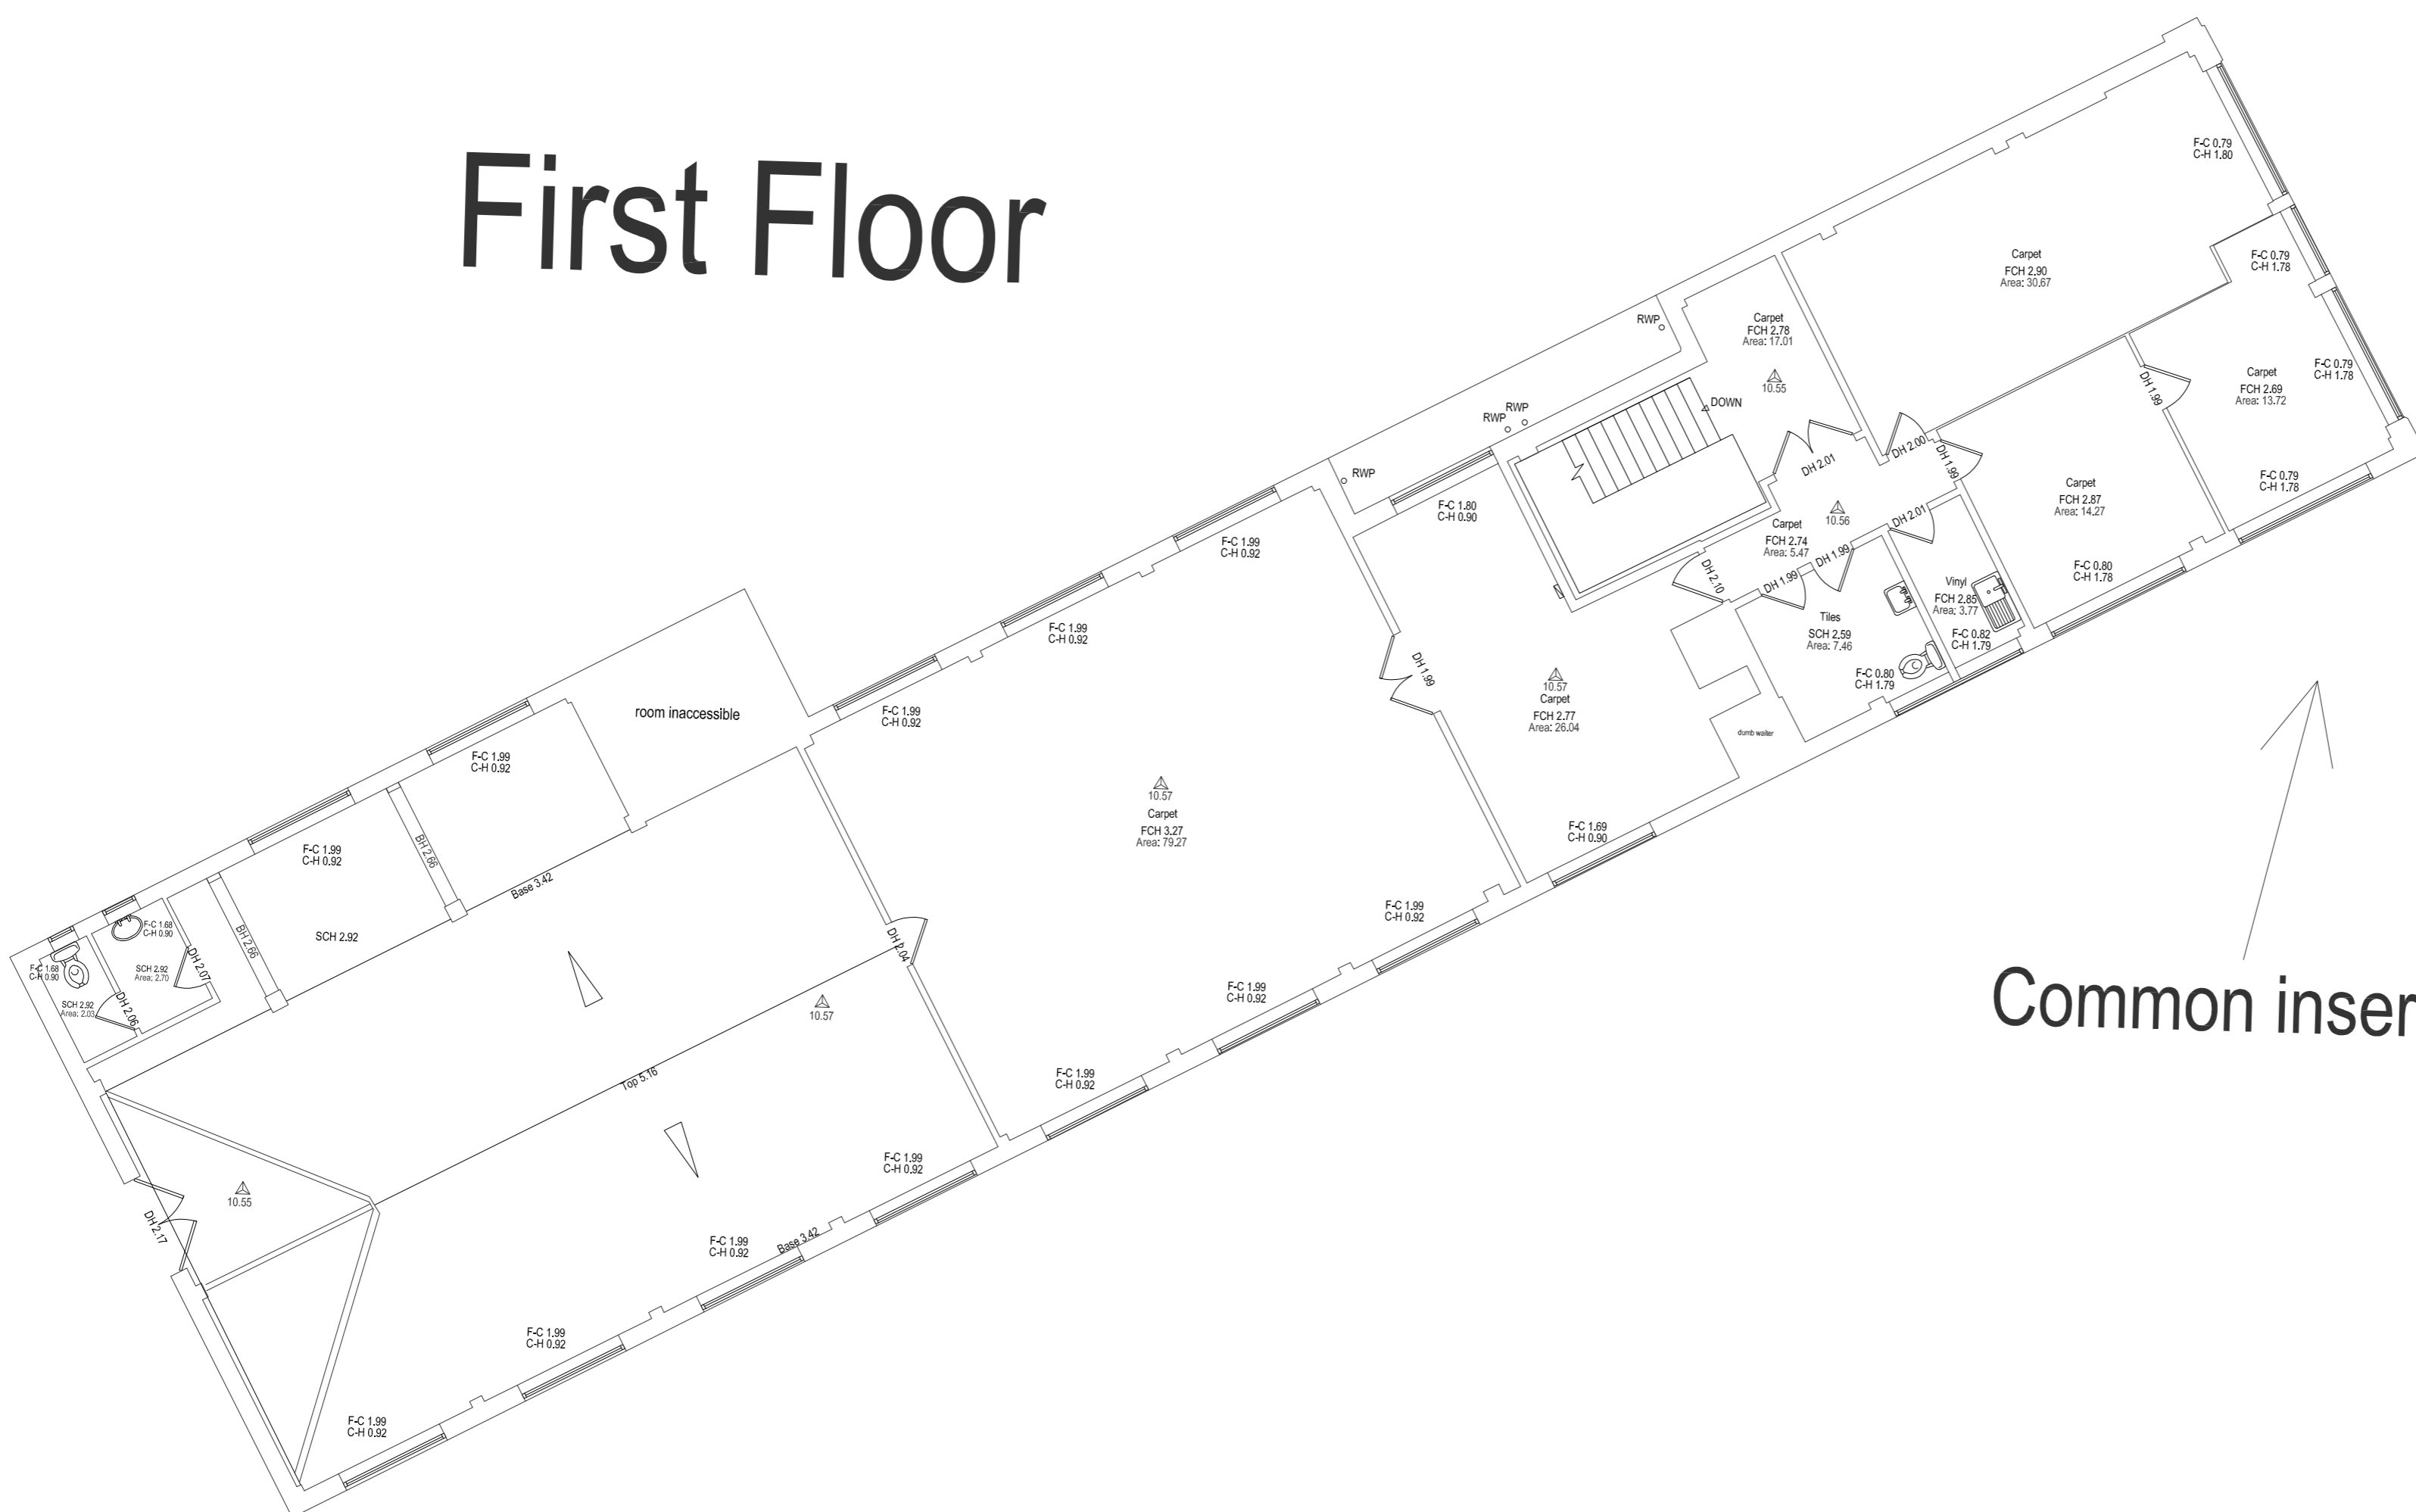 First Floor
F-C 0.79
C-H 1.80
Carpet
FCH 2.90
Area: 30.67
F-C 0.79
C-H 1.78
RWP
Carpet
FCH 2.78
Area: 17.01
10.55
F-C 0.79
C-H 1.78
Carpet
FCH 2.69
Area: 13.72
DH 1.99
DOWN
RWP
RWP
DH 2.00
DH 2.01
DH 1.99
RWP
F-C 0.79
C-H 1.78
Carpet
FCH 2.87
Area: 14.27
F-C 1.80
C-H 0.90
10.56
DH 2.01
Carpet
FCH 2.74
Area: 5.47
DH 1.99
DH 1.99
DH 2.10
F-C 1.99
C-H 0.92
F-C 0.80
C-H 1.78
Vinyl
FCH 2.85
Area: 3.77
F-C 0.82
C-H 1.79
Tiles
SCH 2.59
Area: 7.46
F-C 0.80
C-H 1.79
F-C 1.99
C-H 0.92
DH 1.99
10.57
Carpet
FCH 2.77
Area: 26.04
dumb waiter
room inaccessible
F-C 1.99
C-H 0.92
F-C 1.99
C-H 0.92
10.57
Carpet
FCH 3.27
Area: 79.27
F-C 1.69
C-H 0.90
F-C 1.99
C-H 0.92
BH 2.66
Base 3.42
F-C 1.99
C-H 0.92
SCH 2.92
BH 2.66
F-C 1.68
C-H 0.90
DH 2.07
SCH 2.92
Area: 2.70
F-C 1.68
C-H 0.90
SCH 2.92
Area: 2.03
DH 2.06
DH 2.04
10.57
F-C 1.99
C-H 0.92
Common inser
Top 5.16
F-C 1.99
C-H 0.92
F-C 1.99
C-H 0.92
10.55
DH 2.17
Base 3.42
F-C 1.99
C-H 0.92
F-C 1.99
C-H 0.92
F-C 1.99
C-H 0.92